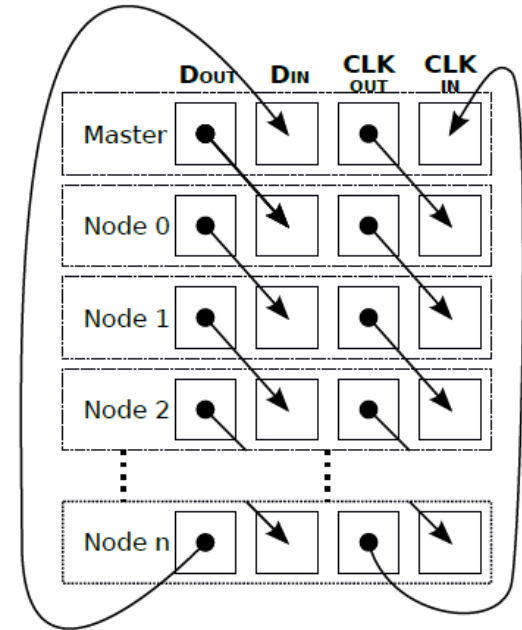 DOUT DIN CLK OUT CLK IN
Master
Node 0
Node 1
Node 2
Node n